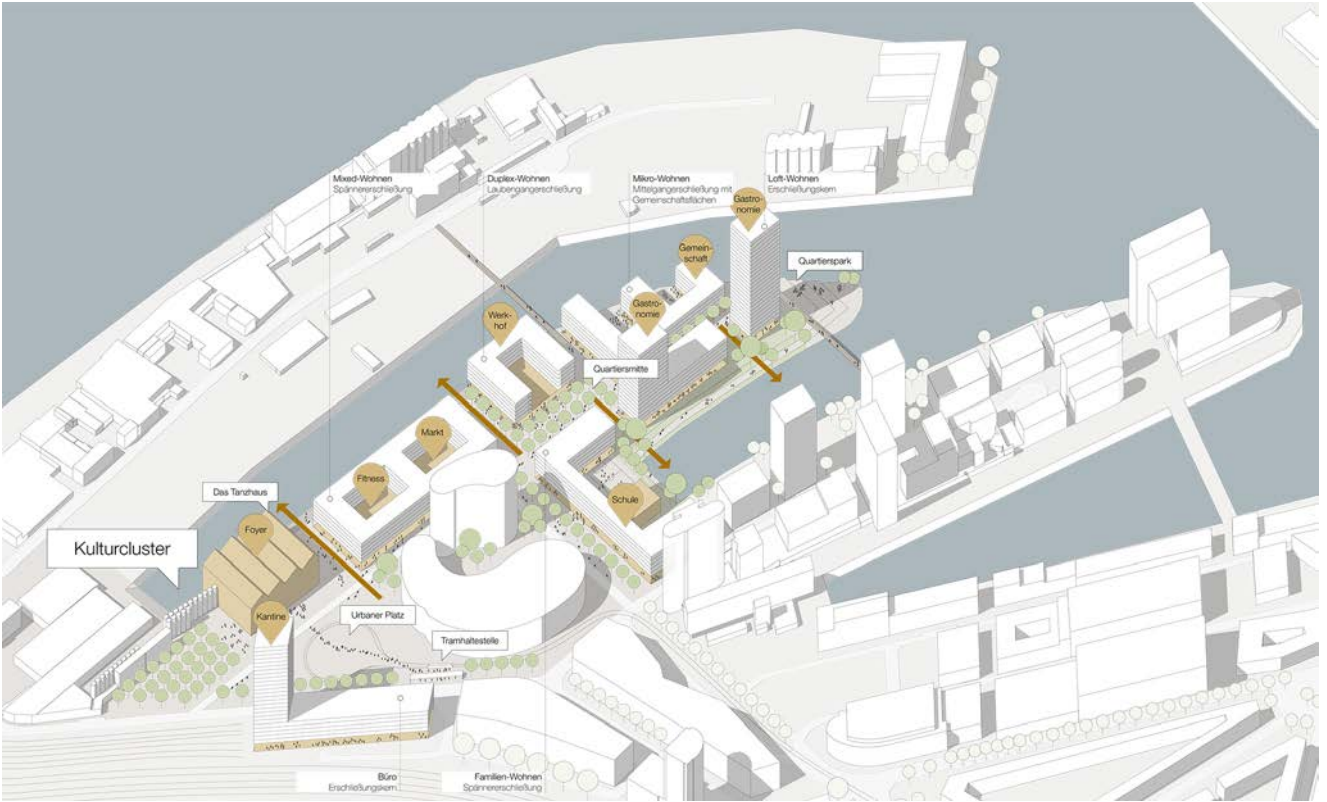 Mixed-Wohnen
Spännererschließung
Duplex-Wohnen
Laubengangerschließung
Mikro-Wohnen
Mittelgangerschließung mit
Gemeinschaftsflächen
Loft-Wohnen
Erschließungskern
Gastro-
nomie
Gemein-
schaft
Quartierspark
Gastro-
nomie
Werk-
hof
Quartiersmitte
Markt
Fitness
Schule
Das Tanzhaus
Foyer
Kulturcluster
Kantine
Urbaner Platz
Tramhaltestelle
Büro
Erschließungskern
Familien-Wohnen
Spännererschließung